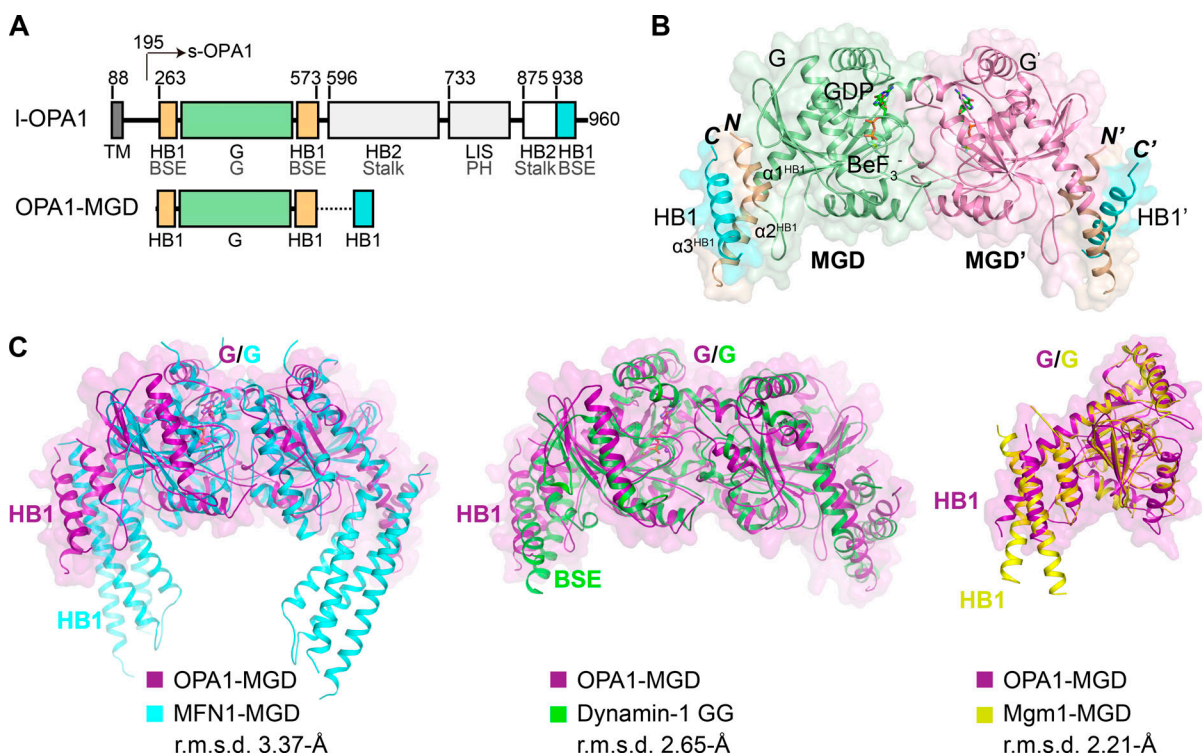 A
195
s-OPA1
88 263 573 596 733 875 938
l-OPA1
960
TM HB1 G HB1 HB2 LIS HB2 HB1
BSE G BSE Stalk PH Stalk BSE
OPA1-MGD
HB1 G HB1 HB1
B
G G'
GDP
C N N' C'
BeF3-
α1HB1
HB1 HB1'
α2HB1
α3HB1
MGD MGD'
C
G/G
HB1
HB1
OPA1-MGD
MFN1-MGD
r.m.s.d. 3.37-Å
G/G
HB1
BSE
OPA1-MGD
Dynamin-1 GG
r.m.s.d. 2.65-Å
G/G
HB1
HB1
OPA1-MGD
Mgm1-MGD
r.m.s.d. 2.21-Å